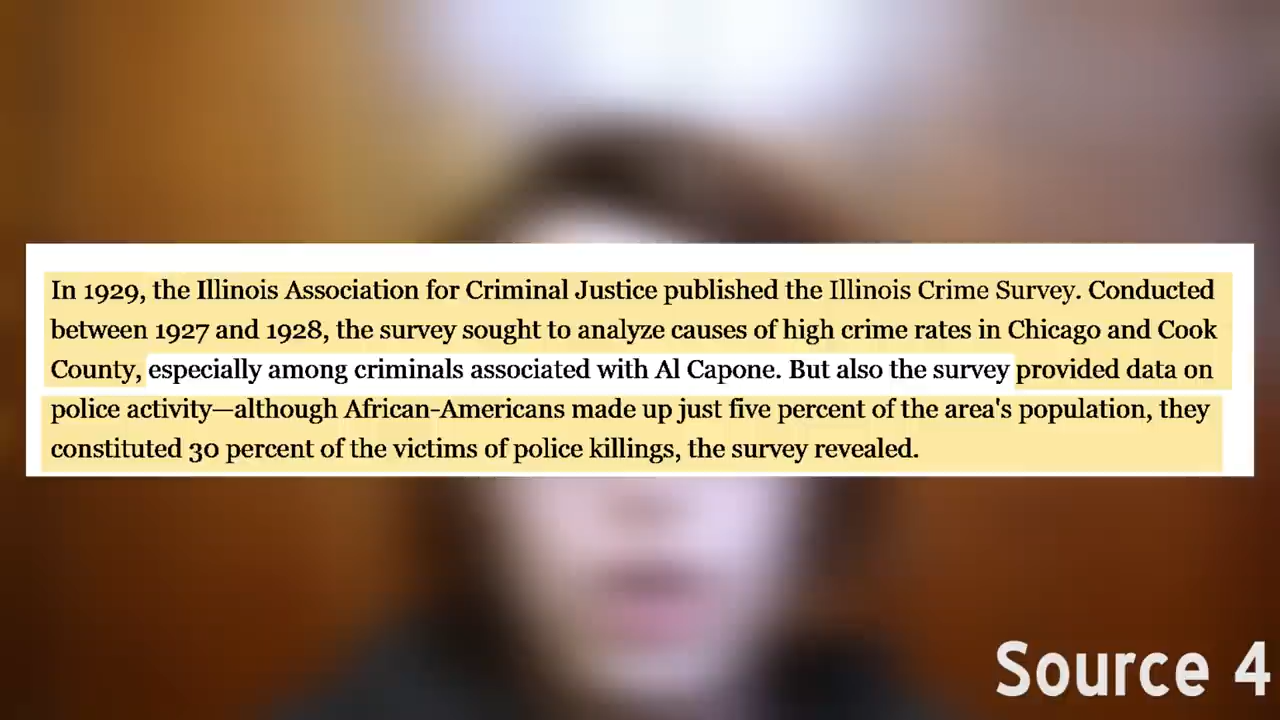 In 1929, the Illinois Association for Criminal Justice published the Illinois Crime Survey. Conducted
between 1927 and 1928, the survey sought to analyze causes of high crime rates in Chicago and Cook
County, especially among criminals associated with Al Capone. But also the survey provided data on
police activity—although African-Americans made up just five percent of the area's population, they
constituted 30 percent of the victims of police killings, the survey revealed.
Source 4